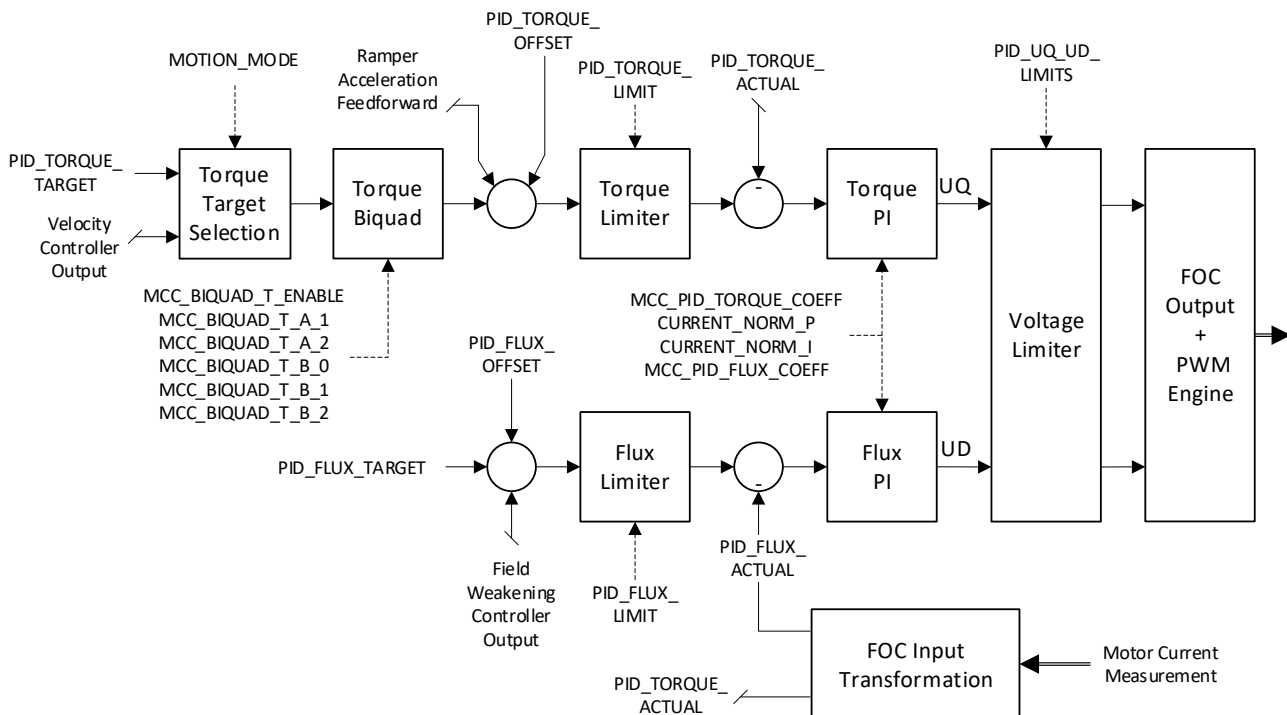 PID_TORQUE_
OFFSET
MOTION_MODE
Ramper
Acceleration
Feedforward
PID_TORQUE_
LIMIT
PID_TORQUE_
ACTUAL
PID_UQ_UD_
LIMITS
PID_TORQUE_
TARGET
Velocity
Controller
Output
Torque
Target
Selection
Torque
Biquad
Torque
Limiter
-
Torque
PI
UQ
MCC_BIQUAD_T_ENABLE
MCC_BIQUAD_T_A_1
MCC_BIQUAD_T_A_2
MCC_BIQUAD_T_B_0
MCC_BIQUAD_T_B_1
MCC_BIQUAD_T_B_2
MCC_PID_TORQUE_COEFF
CURRENT_NORM_P
CURRENT_NORM_I
MCC_PID_FLUX_COEFF
Voltage
Limiter
FOC
Output
+
PWM
Engine
PID_FLUX_
OFFSET
PID_FLUX_TARGET
Flux
Limiter
-
Flux
PI
UD
Field
Weakening
Controller
Output
PID_FLUX_
LIMIT
PID_FLUX_
ACTUAL
FOC Input
Transformation
Motor Current
Measurement
PID_TORQUE_
ACTUAL